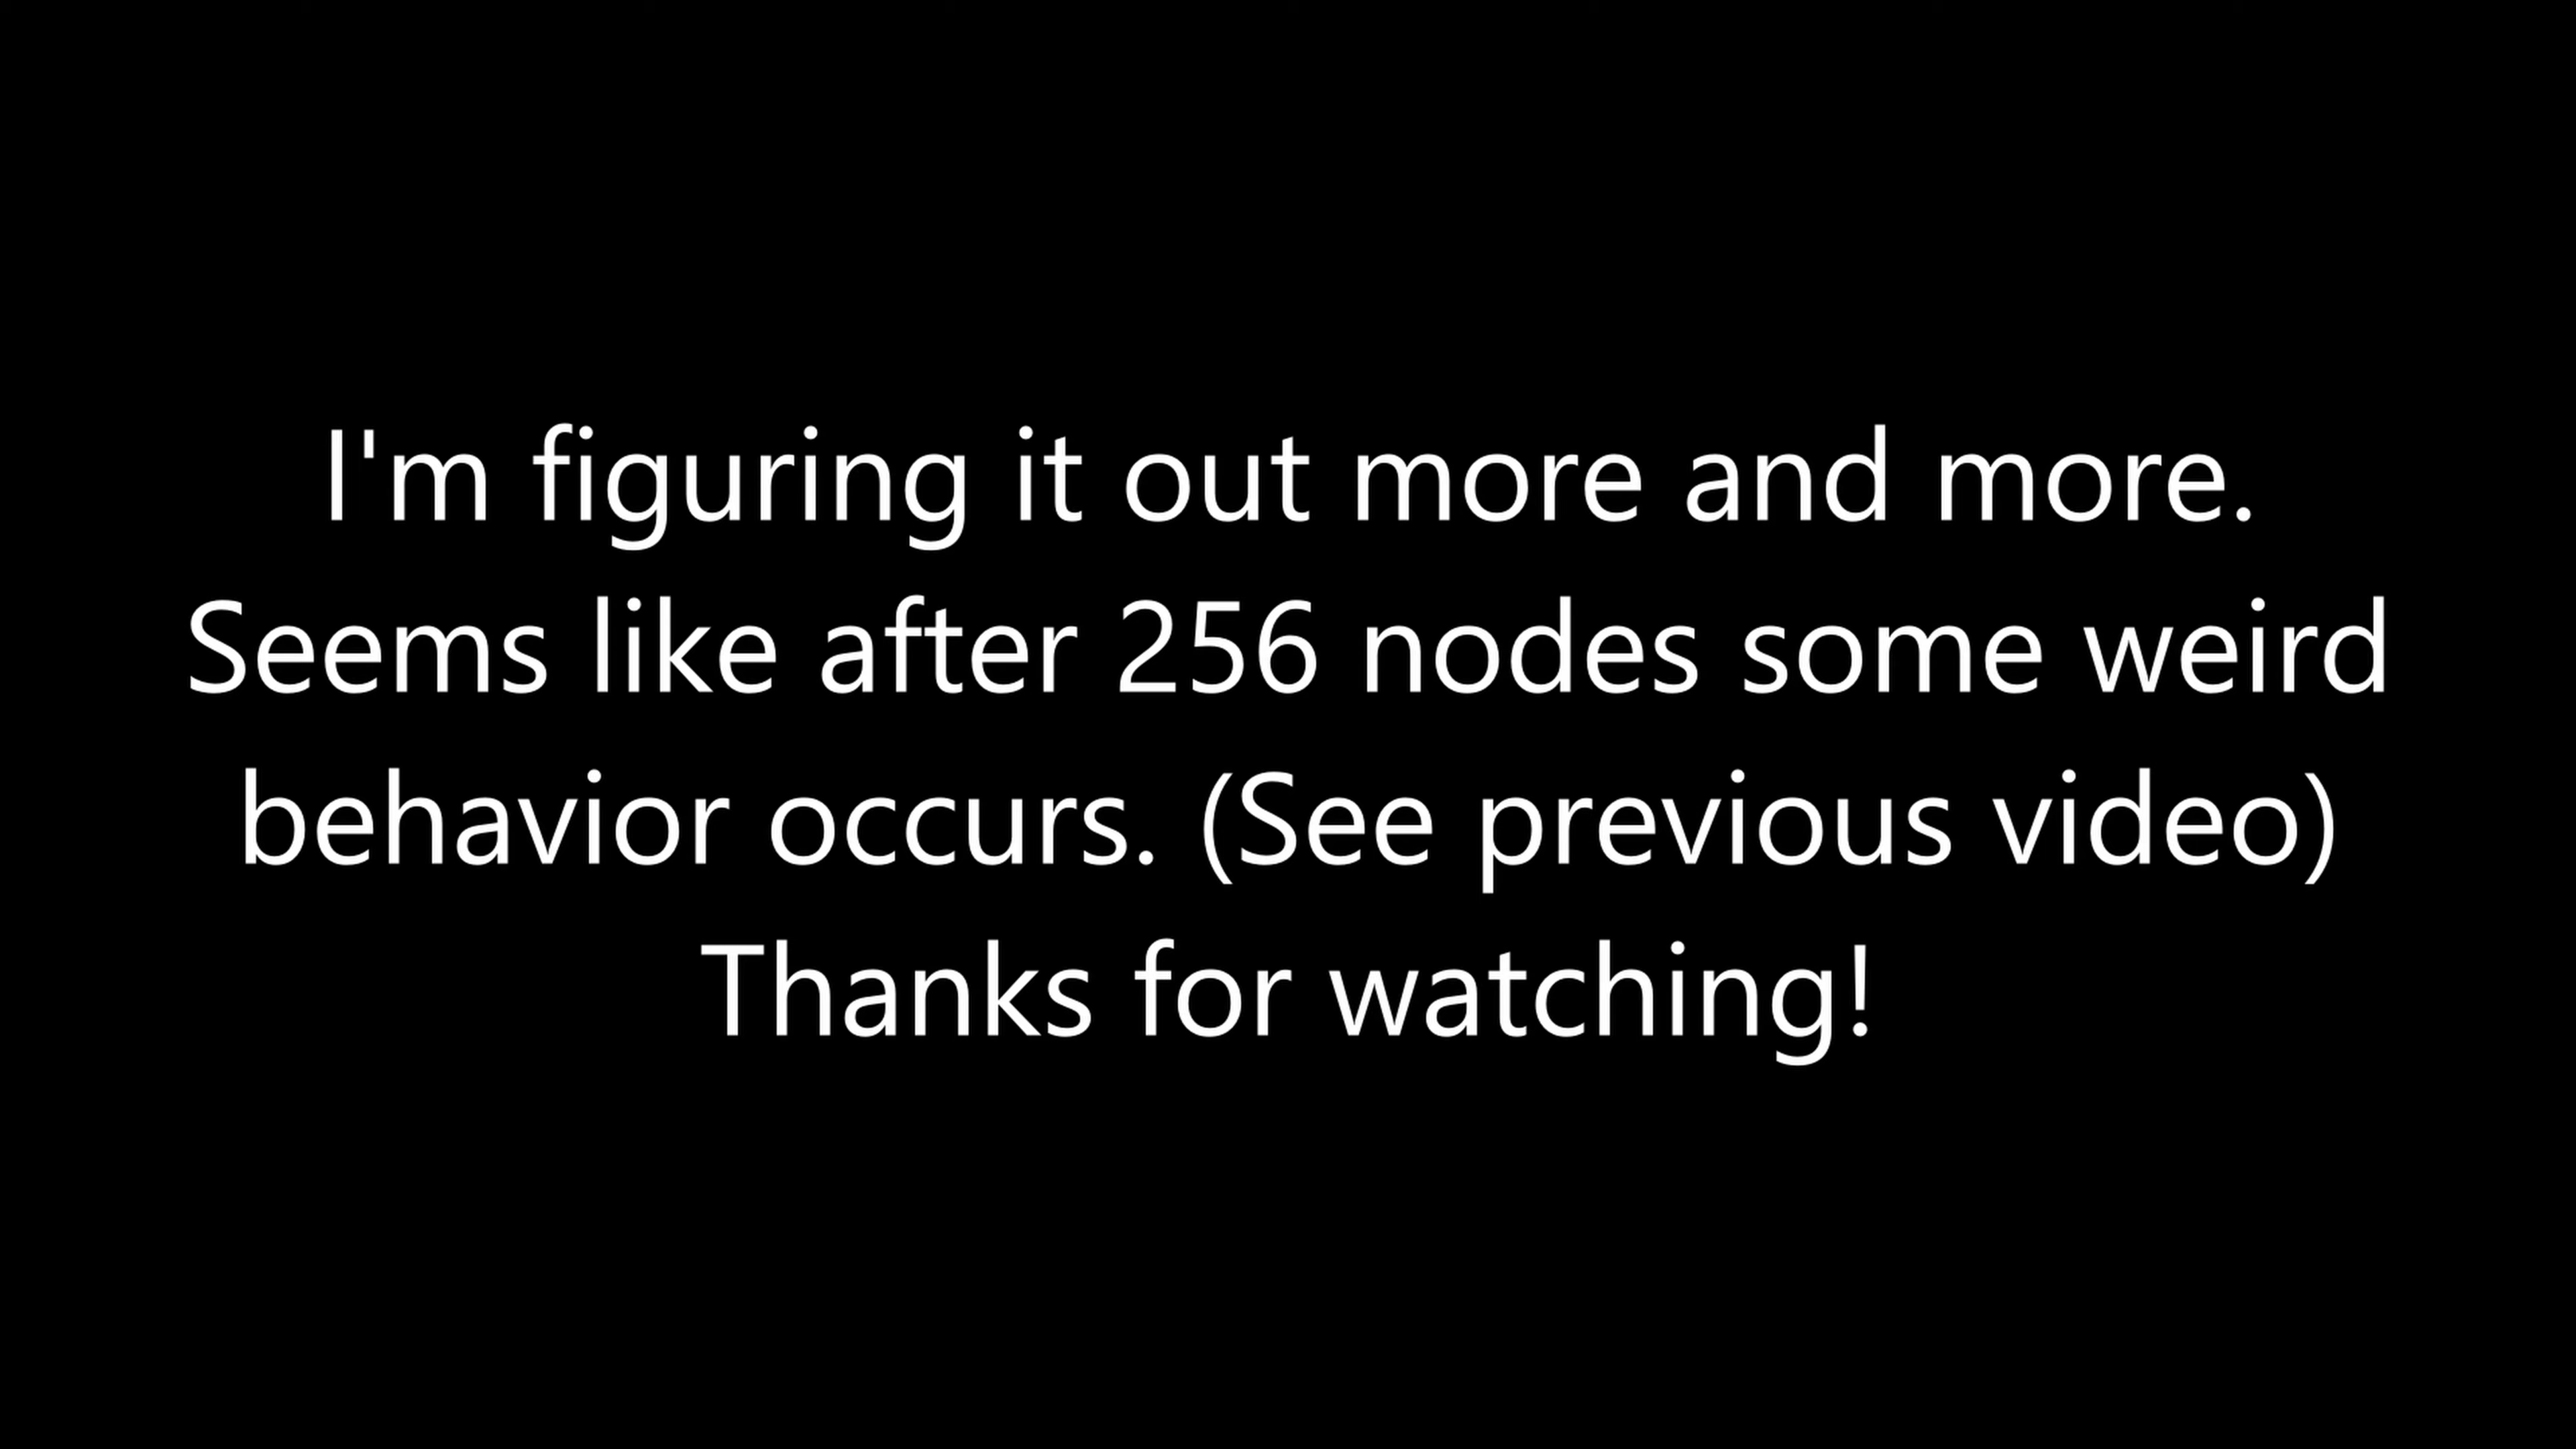 I'm figuring it out more and more.
Seems like after 256 nodes some weird
behavior occurs. (See previous video)
Thanks for watching!